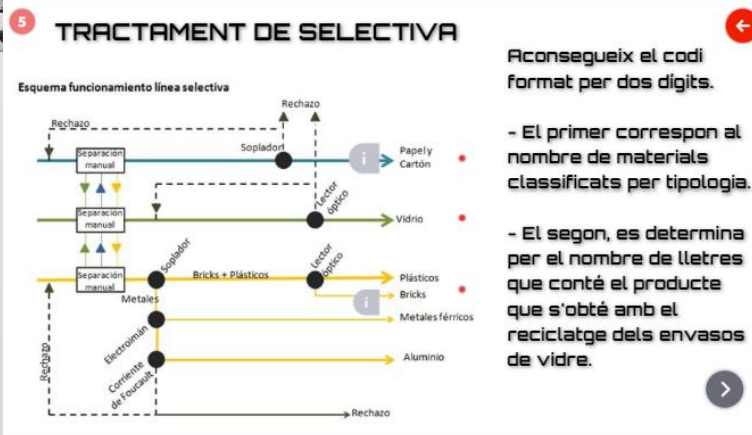 5
TRACTAMENT DE SELECTIVA
Esquema funcionamiento línea selectiva
Rechazo
Rechazo
Separación
manual
Soplador
i
Papel y
Cartón
Separación
manual
Lector
óptico
Vidrio
Separación
manual
Soplador
Bricks + Plásticos
Lector
óptico
Plásticos
i
Bricks
Metales
Metales férricos
Electroimán
Aluminio
Corriente
de Foucault
Rechazo
Rechazo
Aconsegueix el codi
format per dos dígits.
- El primer correspon al
nombre de materials
classificats per tipologia.
- El segon, es determina
per el nombre de lletres
que conté el producte
que s'obté amb el
reciclatge dels envasos
de vidre.